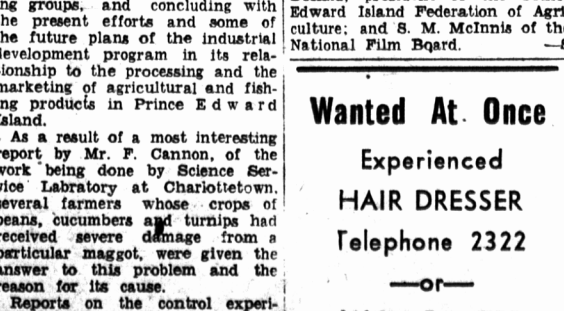 ng groups, and concluding with
he present efforts and some of
he future plans of the industrial
development program in its rela-
ionship to the processing and the
marketing of agricultural and fish-
ng products in Prince Edward
Island.
As a result of a most interesting
report by Mr. F. Cannon, of the
work being done by Science Ser-
vice Labratory at Charlottetown,
several farmers whose crops of
beans, cucumbers and turnips had
received severe damage from a
particular maggot, were given the
answer to this problem and the
reason for its cause.
Reports on the control experi-
Edward Island Federation of Agri
culture; and S. M. McInnis of the
National Film Board.
Wanted At Once
Experienced
HAIR DRESSER
Telephone 2322
—or—